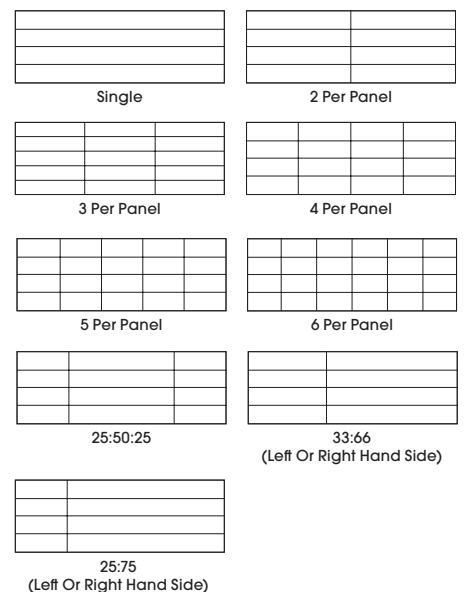 Single
2 Per Panel
3 Per Panel
4 Per Panel
5 Per Panel
6 Per Panel
25:50:25
33:66
(Left Or Right Hand Side)
25:75
(Left Or Right Hand Side)